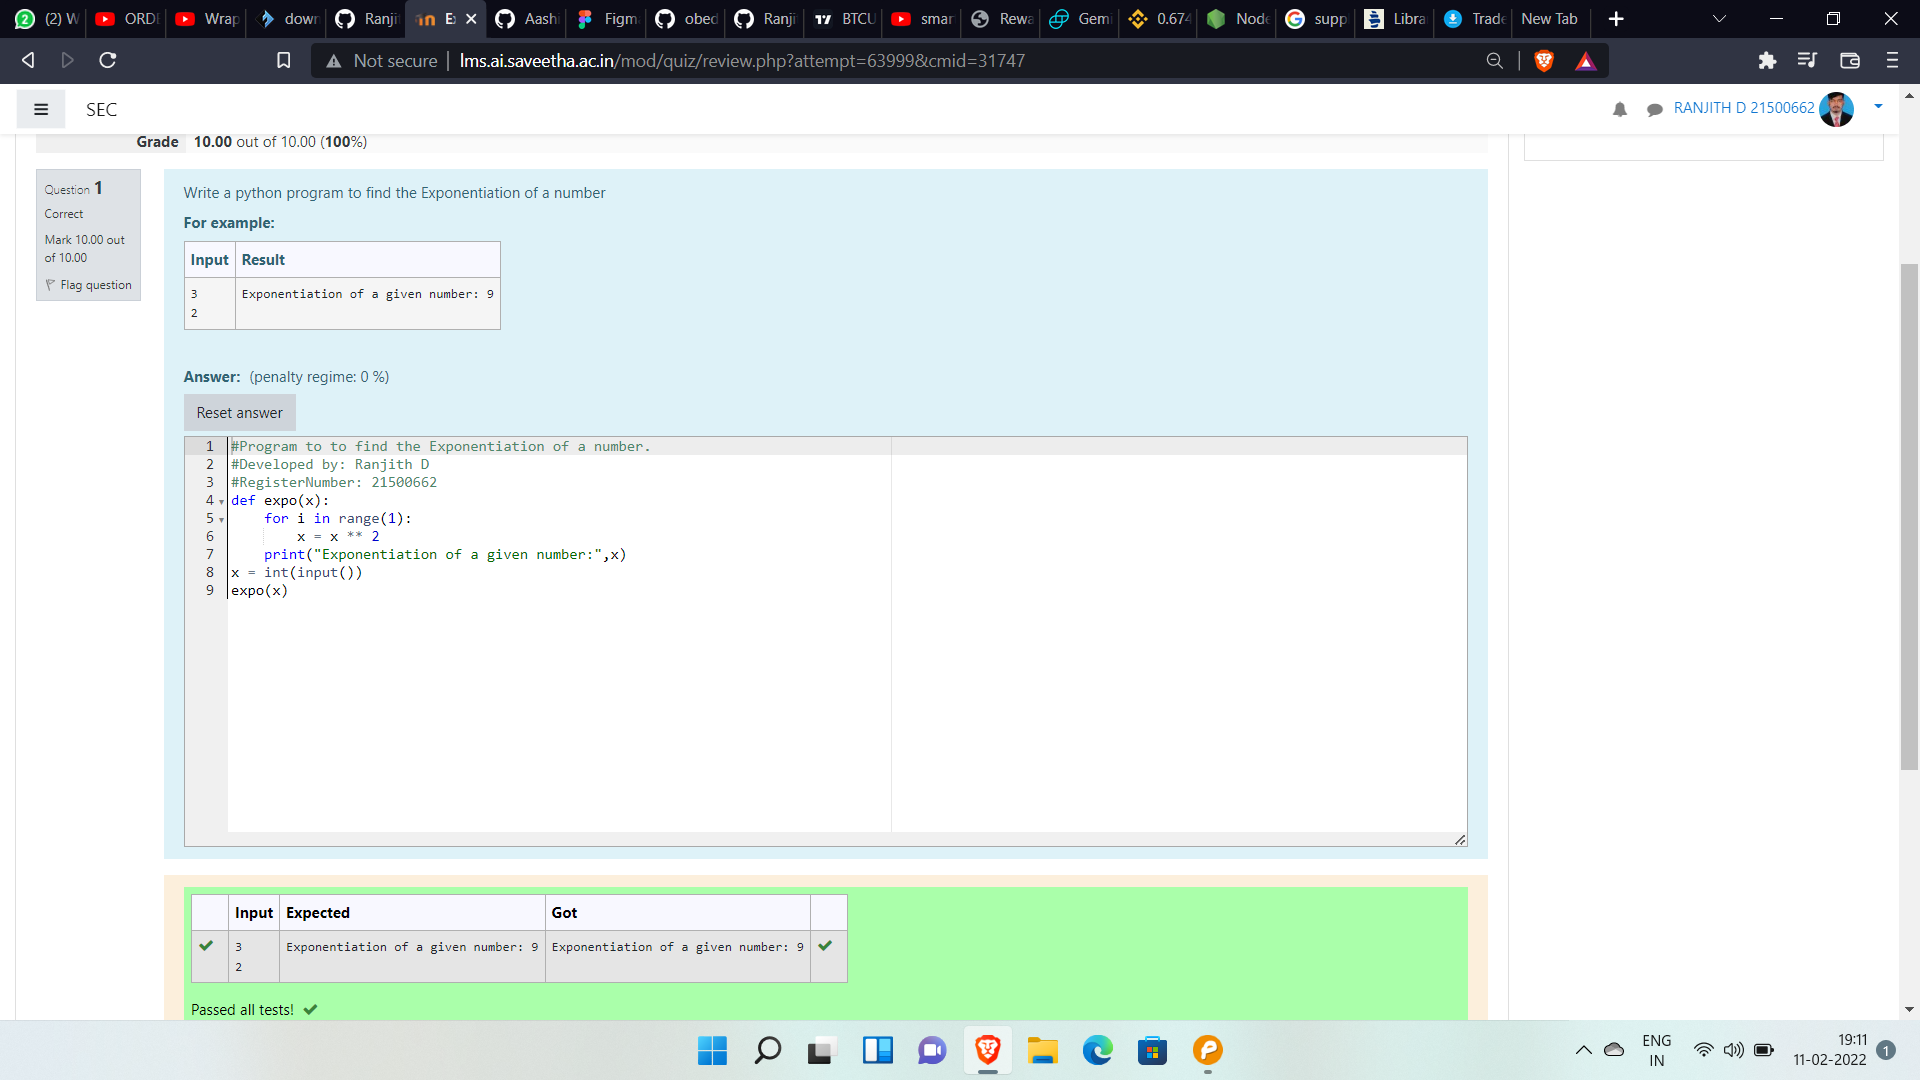 (2) W
ORD
Wrap
down
Ranji
E
Aash
Figm
obed
Ranji
BTCU
smar
Rewa
Gemi
0.674
Node
supp
Libra
Trade
New Tab
Not secure
lms.ai.saveetha.ac.in/mod/quiz/review.php?attempt=63999&cmid=31747
SEC
RANJITH D 21500662
Grade 10.00 out of 10.00 (100%)
Question 1
Correct
Mark 10.00 out
of 10.00
Flag question
Write a python program to find the Exponentiation of a number
For example:
Input Result
3 Exponentiation of a given number: 9
2
Answer: (penalty regime: 0 %)
Reset answer
1 #Program to to find the Exponentiation of a number.
2 #Developed by: Ranjith D
3 #RegisterNumber: 21500662
4 def expo(x):
5 for i in range(1):
6 x = x ** 2
7 print("Exponentiation of a given number:",x)
8 x = int(input())
9 expo(x)
Input Expected Got
3 Exponentiation of a given number: 9 Exponentiation of a given number: 9
2
Passed all tests!
ENG
IN
19:11
11-02-2022
1